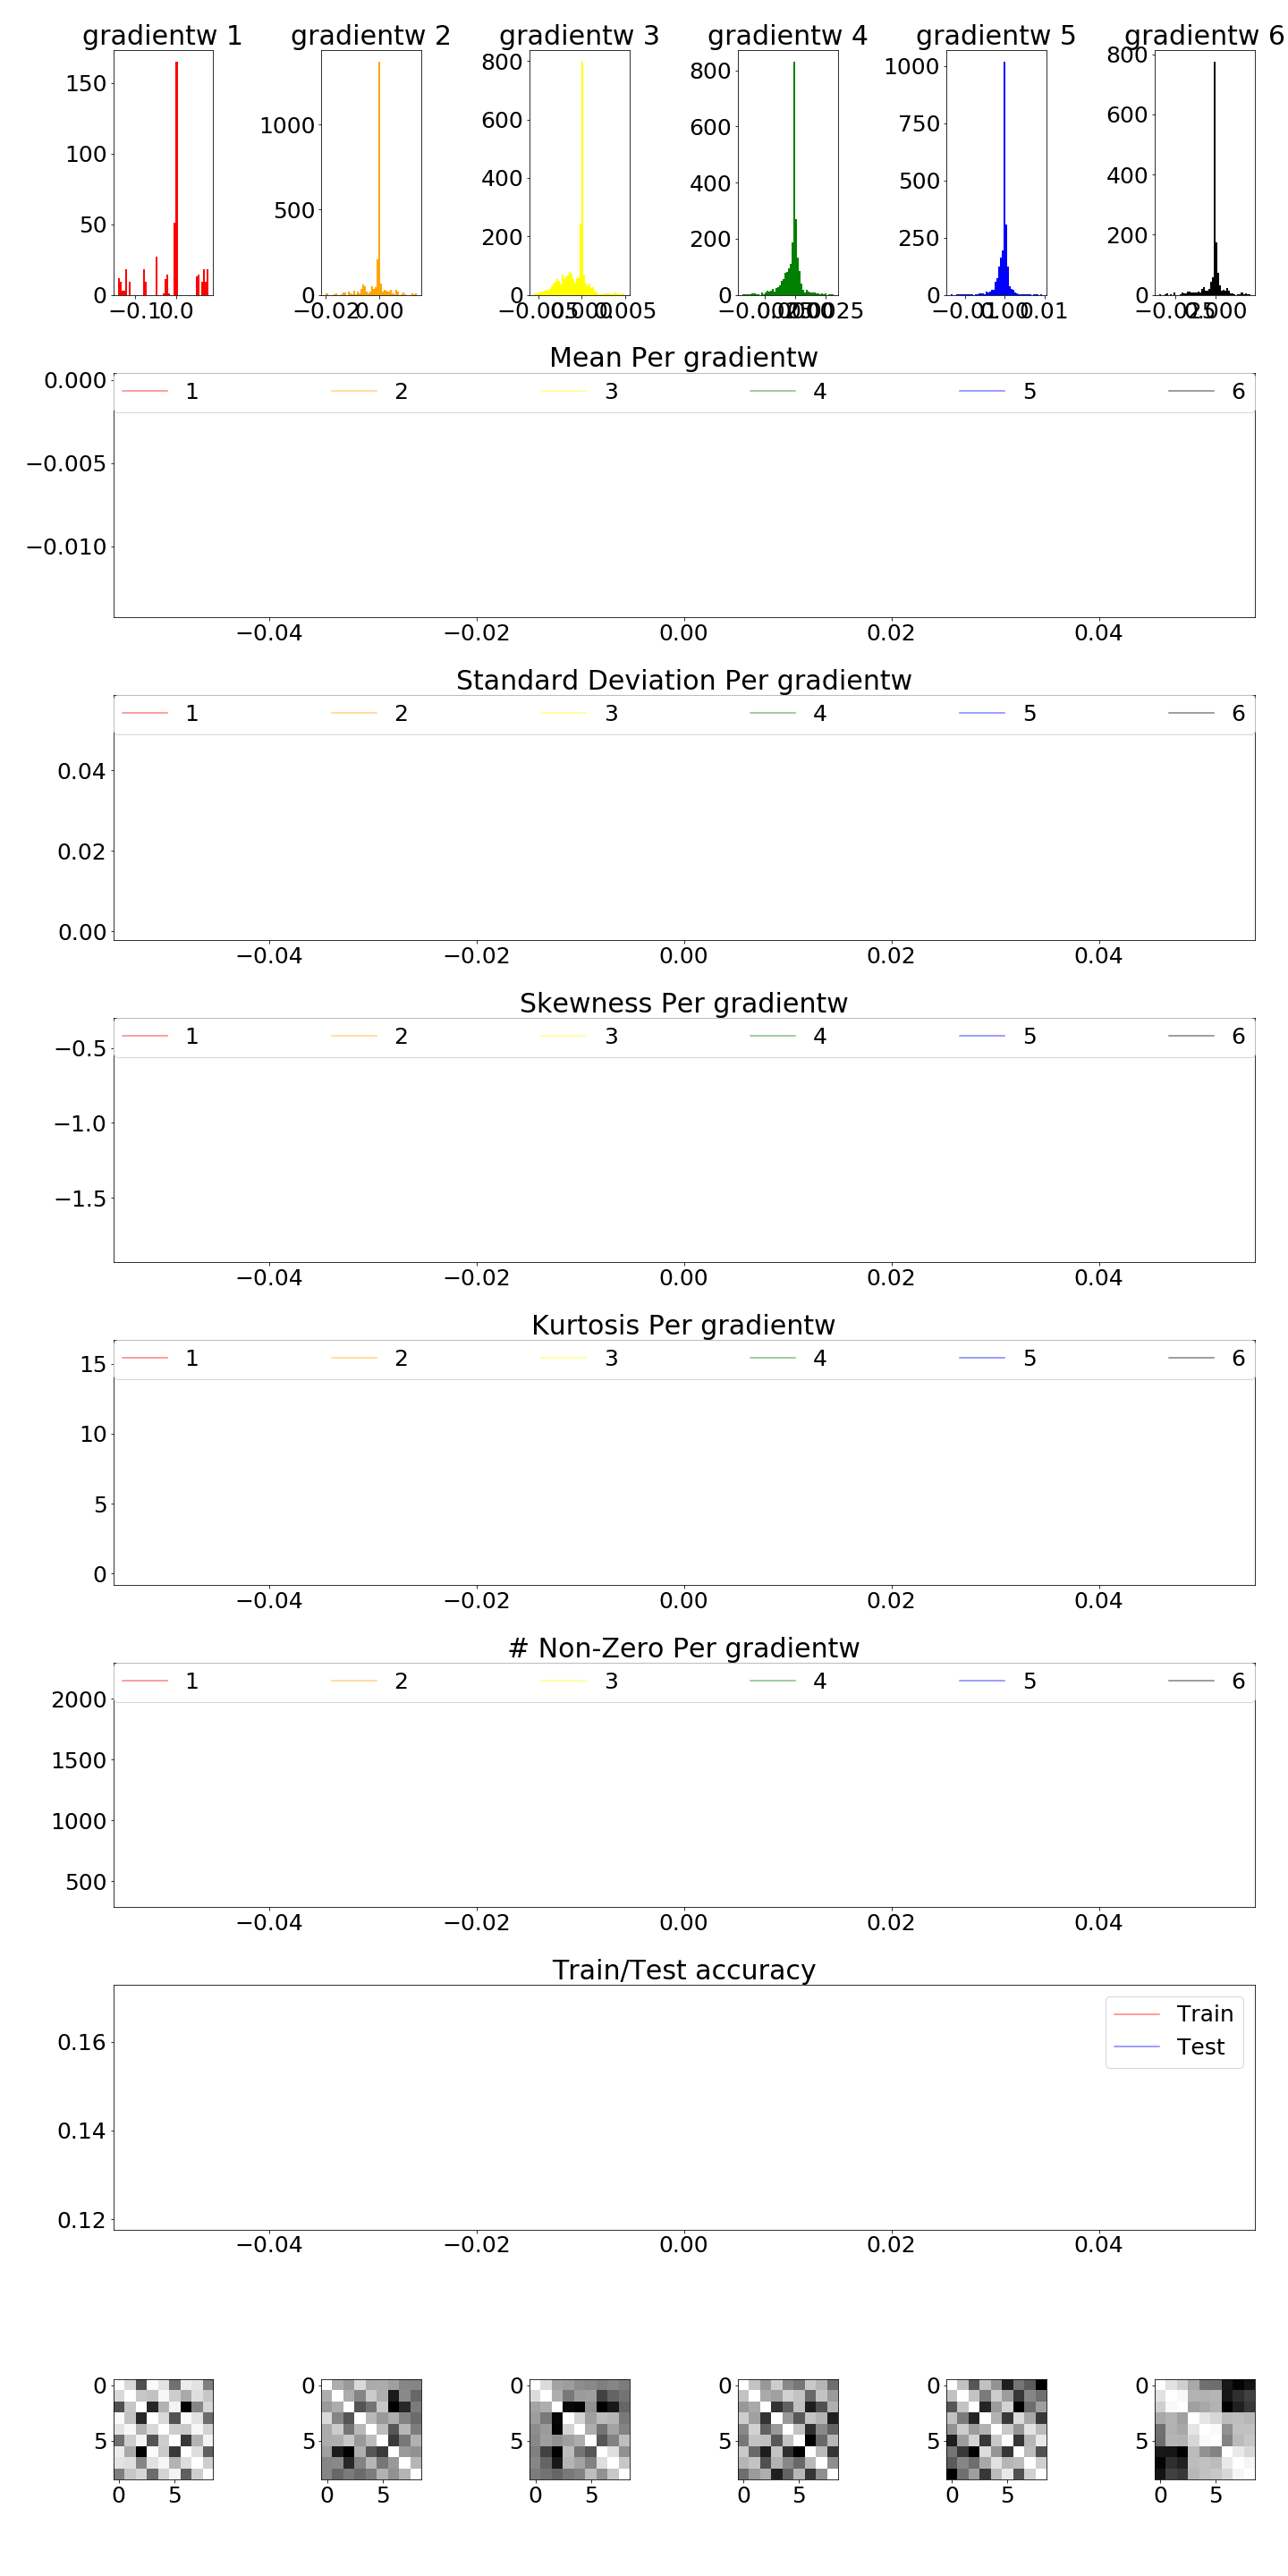 gradientw 1 gradientw 2 gradientw 3 gradientw 4 gradientw 5 gradientw 6
150 100 50 0
−0.1 0.0
1000 500 0
−0.02 0.00
800 600 400 200 0
−0.005 0.000 0.005
800 600 400 200 0
−0.0025 0.0000 0.0025
1000 750 500 250 0
−0.01 0.00 0.01
800 600 400 200 0
−0.025 0.000
Mean Per gradientw
1 2 3 4 5 6
0.000
−0.005
−0.010
−0.04 −0.02 0.00 0.02 0.04
Standard Deviation Per gradientw
1 2 3 4 5 6
0.04
0.02
0.00
−0.04 −0.02 0.00 0.02 0.04
Skewness Per gradientw
1 2 3 4 5 6
−0.5
−1.0
−1.5
−0.04 −0.02 0.00 0.02 0.04
Kurtosis Per gradientw
1 2 3 4 5 6
15
10
5
0
−0.04 −0.02 0.00 0.02 0.04
# Non-Zero Per gradientw
1 2 3 4 5 6
2000
1500
1000
500
−0.04 −0.02 0.00 0.02 0.04
Train/Test accuracy
Train
Test
0.16
0.14
0.12
−0.04 −0.02 0.00 0.02 0.04
0 0 0 0 0 0
5 5 5 5 5 5
0 5 0 5 0 5 0 5 0 5 0 5